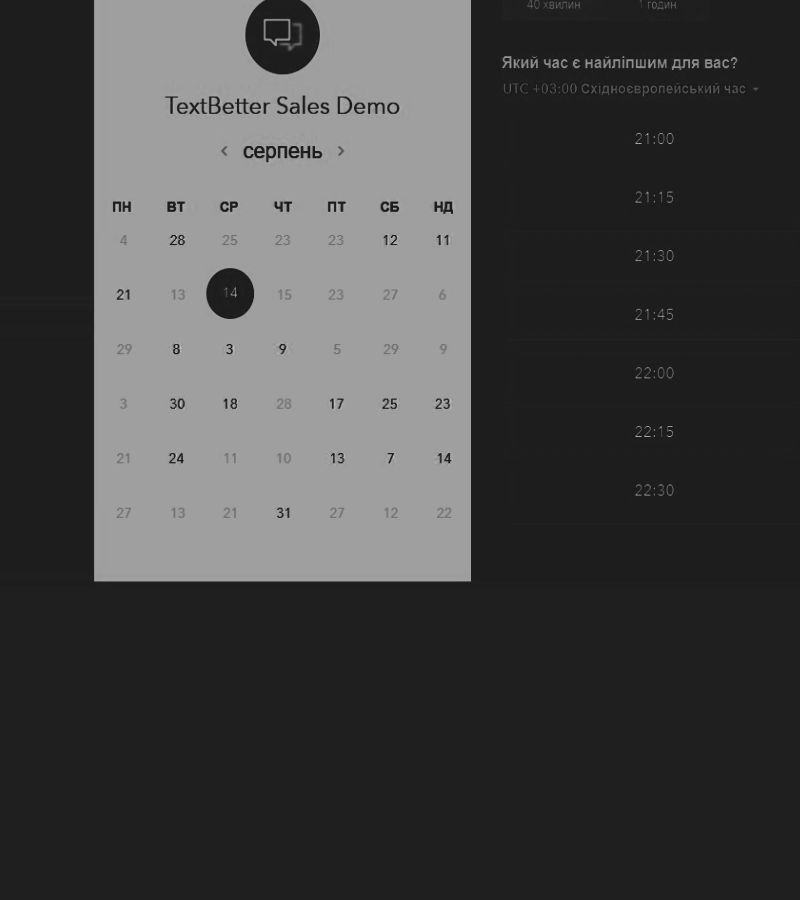 TextBetter Sales Demo
< серпень >
ПН ВТ СР ЧТ ПТ СБ НД
4 28 25 23 23 12 11
21 13 14 15 23 27 6
29 8 3 9 5 29 9
3 30 18 28 17 25 23
21 24 11 10 13 7 14
27 13 21 31 27 12 22
40 хвилин 1 годин
Який час є найліпшим для вас?
UTC +03:00 Східноєвропейський час
21:00
21:15
21:30
21:45
22:00
22:15
22:30